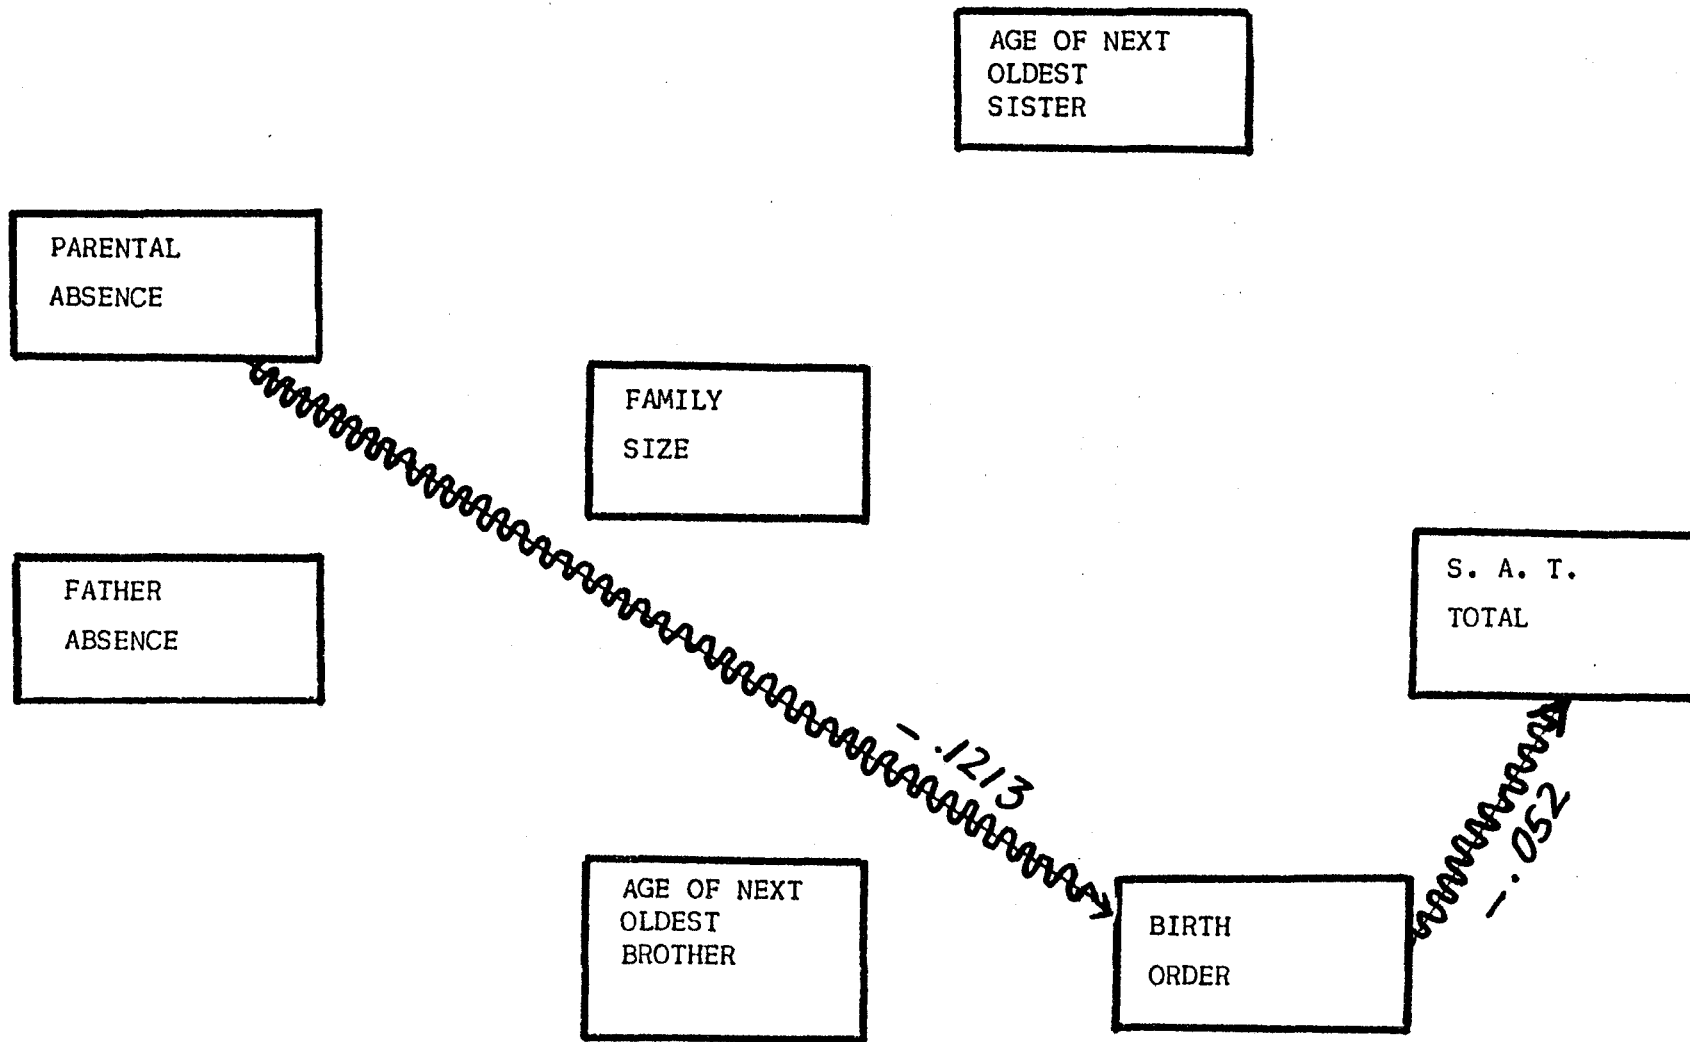 AGE OF NEXT
OLDEST
SISTER
PARENTAL
ABSENCE
FAMILY
SIZE
FATHER
ABSENCE
S. A. T.
TOTAL
-.1213
-.052
AGE OF NEXT
OLDEST
BROTHER
BIRTH
ORDER